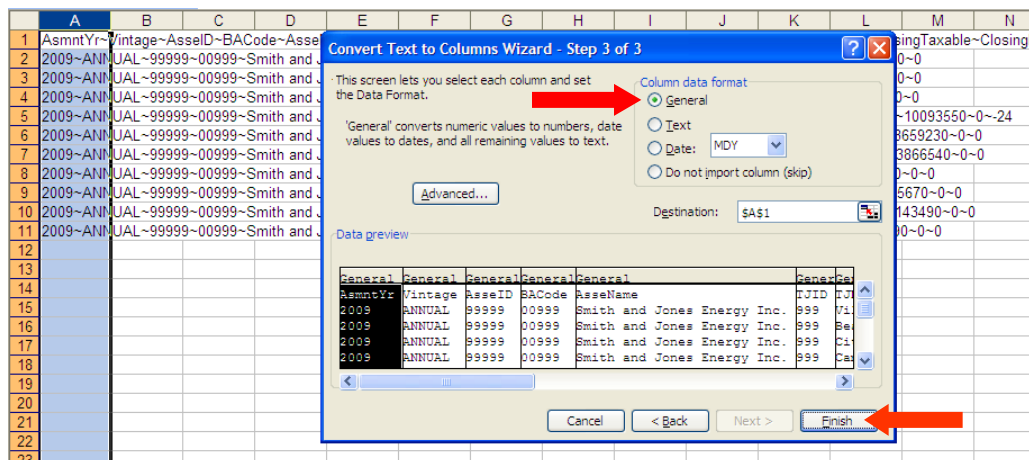 A B C D E F G H I J K L M N
1 AsmntYr~Vintage~AsseID~BACode~Asse singTaxable~Closing
2 2009~ANNUAL~99999~00999~Smith and J 0~0
3 2009~ANNUAL~99999~00999~Smith and J ~0
4 2009~ANNUAL~99999~00999~Smith and J ~0
5 2009~ANNUAL~99999~00999~Smith and J ~10093550~0~-24
6 2009~ANNUAL~99999~00999~Smith and J 3659230~0~0
7 2009~ANNUAL~99999~00999~Smith and J 3866540~0~0
8 2009~ANNUAL~99999~00999~Smith and J ~0~0
9 2009~ANNUAL~99999~00999~Smith and J 5670~0~0
10 2009~ANNUAL~99999~00999~Smith and J 143490~0~0
11 2009~ANNUAL~99999~00999~Smith and J 0~0~0
12
13
14
15
16
17
18
19
20
21
22
23
Convert Text to Columns Wizard - Step 3 of 3
This screen lets you select each column and set
the Data Format.
'General' converts numeric values to numbers, date
values to dates, and all remaining values to text.
Advanced...
Column data format
General
Text
Date: MDY
Do not import column (skip)
Destination: $A$1
Data preview
General General General General General Gener Gen
AsmntYr Vintage AsseID BACode AsseName TJID TJ
2009 ANNUAL 99999 00999 Smith and Jones Energy Inc. 999 Vi
2009 ANNUAL 99999 00999 Smith and Jones Energy Inc. 999 Be
2009 ANNUAL 99999 00999 Smith and Jones Energy Inc. 999 Ci
2009 ANNUAL 99999 00999 Smith and Jones Energy Inc. 999 Ca
Cancel < Back Next > Finish